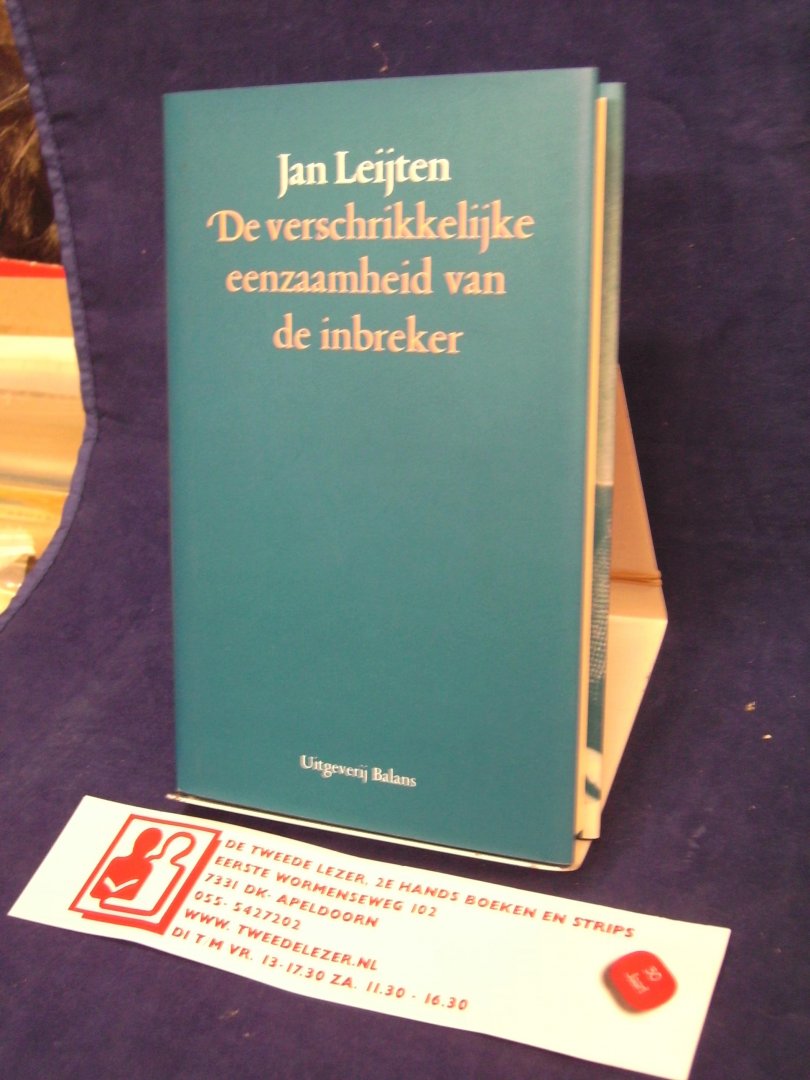 Jan Leijten
De verschrikkelijke
eenzaamheid van
de inbreker
Uitgeverij Balans
DE TWEEDE LEZER, 2E HANDS BOEKEN EN STRIPS
EERSTE WORMENSEWEG 102
7331 DK- APELDOORN
055- 5427202
WWW. TWEEDELEZER.NL
DI T M VR. 13-17.30 ZA. 11.30 - 16.30